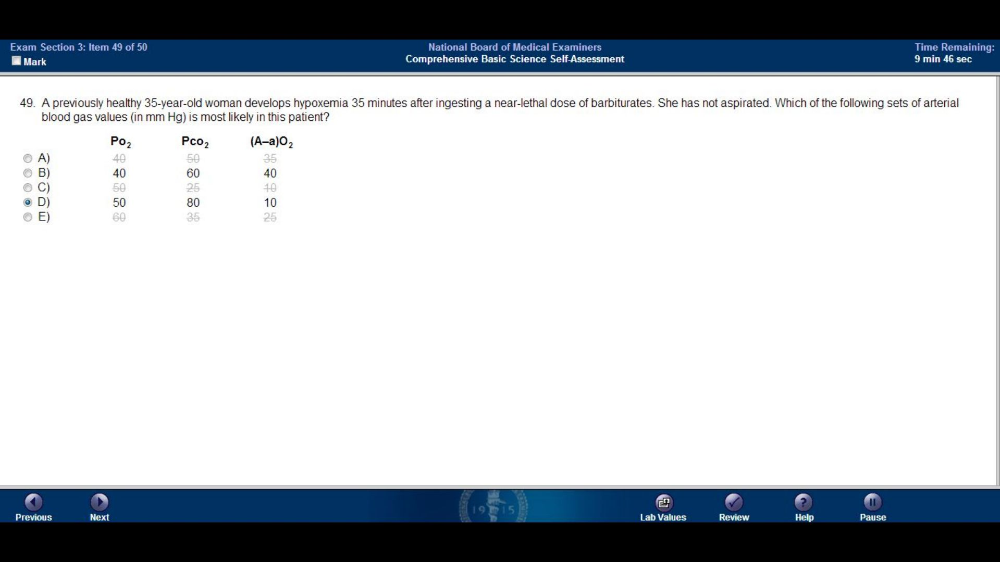 Exam Section 3: Item 49 of 50
National Board of Medical Examiners
Time Remaining:
Mark
Comprehensive Basic Science Self-Assessment
9 min 46 sec
49. A previously healthy 35-year-old woman develops hypoxemia 35 minutes after ingesting a near-lethal dose of barbiturates. She has not aspirated. Which of the following sets of arterial
blood gas values (in mm Hg) is most likely in this patient?
Po2 Pco2 (A–a)O2
A) 40 50 35
B) 40 60 40
C) 50 25 10
D) 50 80 10
E) 60 35 25
1915
Previous Next Lab Values Review Help Pause